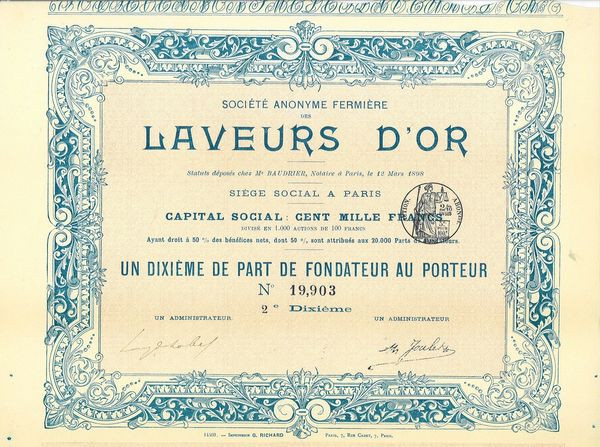 SOCIÉTÉ ANONYME FERMIÈRE
DES
LAVEURS D'OR
Statuts déposés chez Me BAUDRIER, Notaire à Paris, le 12 Mars 1898
SIÈGE SOCIAL A PARIS
CAPITAL SOCIAL : CENT MILLE FRANCS
DIVISÉ EN 1.000 ACTIONS DE 100 FRANCS
Ayant droit à 50 % des bénéfices nets, dont 50 % sont attribués aux 20.000 Parts de fondateurs.
UN DIXIÈME DE PART DE FONDATEUR AU PORTEUR
No 19,903
2e Dixième
UN ADMINISTRATEUR. UN ADMINISTRATEUR
IMPRIMERIE G. RICHARD PARIS, 7, RUE CADET, 7, PARIS.